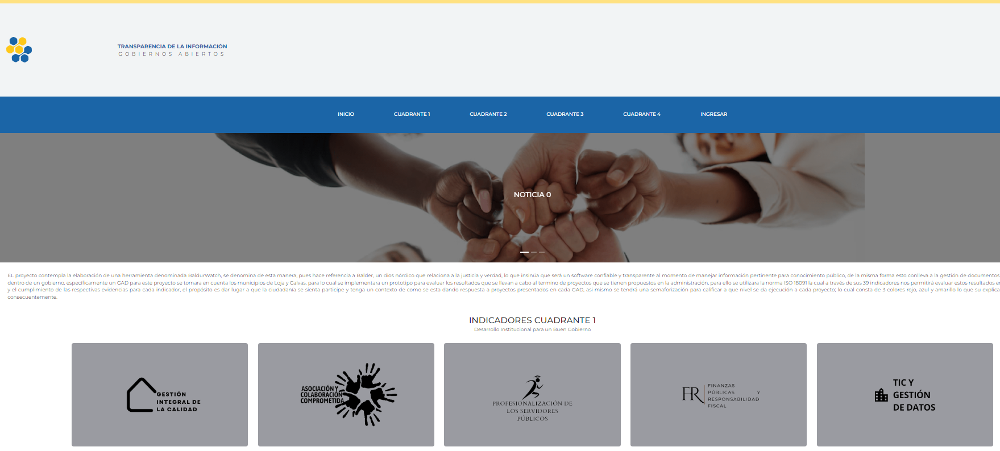 TRANSPARENCIA DE LA INFORMACIÓN
GOBIERNOS ABIERTOS
INICIO
CUADRANTE 1
CUADRANTE 2
CUADRANTE 3
CUADRANTE 4
INGRESAR
NOTICIA 0
EL proyecto contempla la elaboración de una herramienta denominada BaldurWatch, se denomina de esta manera, pues hace referencia a Balder, un dios nórdico que relaciona a la justicia y verdad, lo que insinúa que será un software confiable y transparente al momento de manejar información pertinente para conocimiento público, de la misma forma esto conlleva a la gestión de documentos
dentro de un gobierno, específicamente un GAD para este proyecto se tomara en cuenta los municipios de Loja y Calvas, para lo cual se implementara un prototipo para evaluar los resultados que se llevan a cabo al termino de proyectos que se tienen propuestos en la administración, para ello se utilizara la norma ISO 18091 la cual a través de sus 39 indicadores nos permitirá evaluar estos resultados en
y el cumplimiento de las respectivas evidencias para cada indicador, el propósito es dar lugar a que la ciudadanía se sienta participe y tenga un contexto de como se esta dando respuesta a proyectos presentados en cada GAD, asi mismo se tendrá una semaforización para calificar a que nivel se da ejecución a cada proyecto; lo cual consta de 3 colores rojo, azul y amarillo lo que su explica
consecuentemente.
INDICADORES CUADRANTE 1
Desarrollo Institucional para un Buen Gobierno
GESTIÓN
INTEGRAL DE
LA CALIDAD
ASOCIACIÓN Y
COLABORACIÓN
COMPROMETIDA
PROFESIONALIZACIÓN DE
LOS SERVIDORES
PÚBLICOS
FR
FINANZAS
PÚBLICAS Y
RESPONSABILIDAD
FISCAL
TIC Y
GESTIÓN
DE DATOS